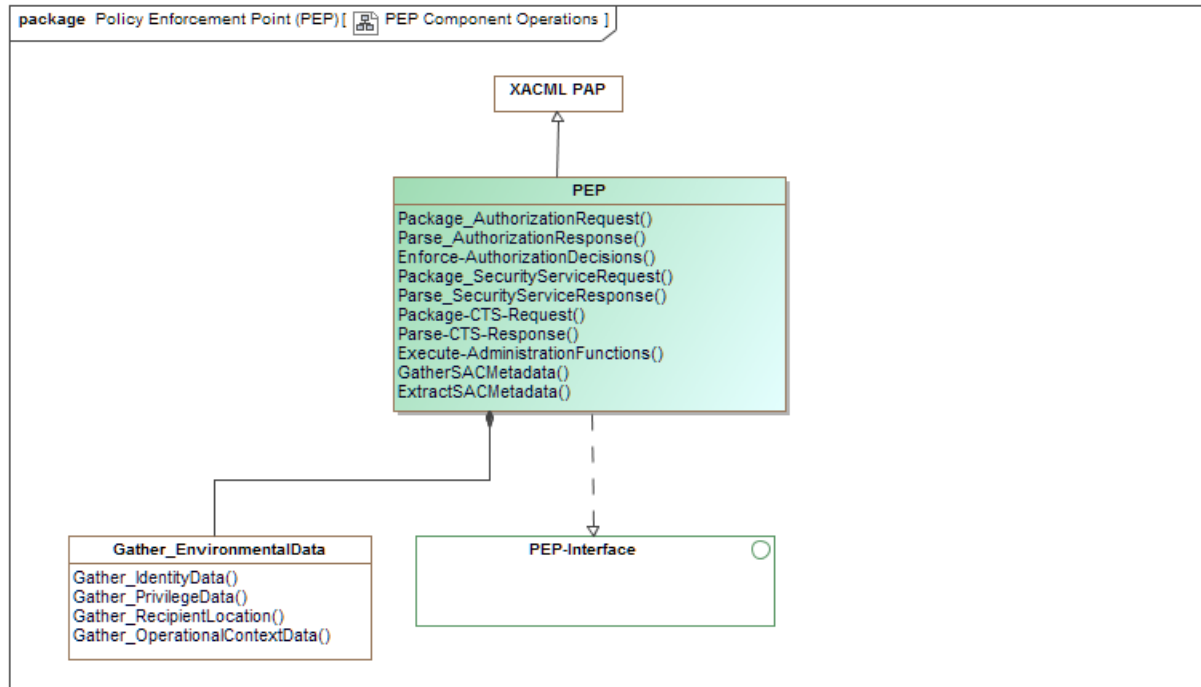 package Policy Enforcement Point (PEP) [ PEP Component Operations ]
XACML PAP
PEP
Package_AuthorizationRequest()
Parse_AuthorizationResponse()
Enforce-AuthorizationDecisions()
Package_SecurityServiceRequest()
Parse_SecurityServiceResponse()
Package-CTS-Request()
Parse-CTS-Response()
Execute-AdministrationFunctions()
GatherSACMetadata()
ExtractSACMetadata()
Gather_EnvironmentalData
Gather_IdentityData()
Gather_PrivilegeData()
Gather_RecipientLocation()
Gather_OperationalContextData()
PEP-Interface